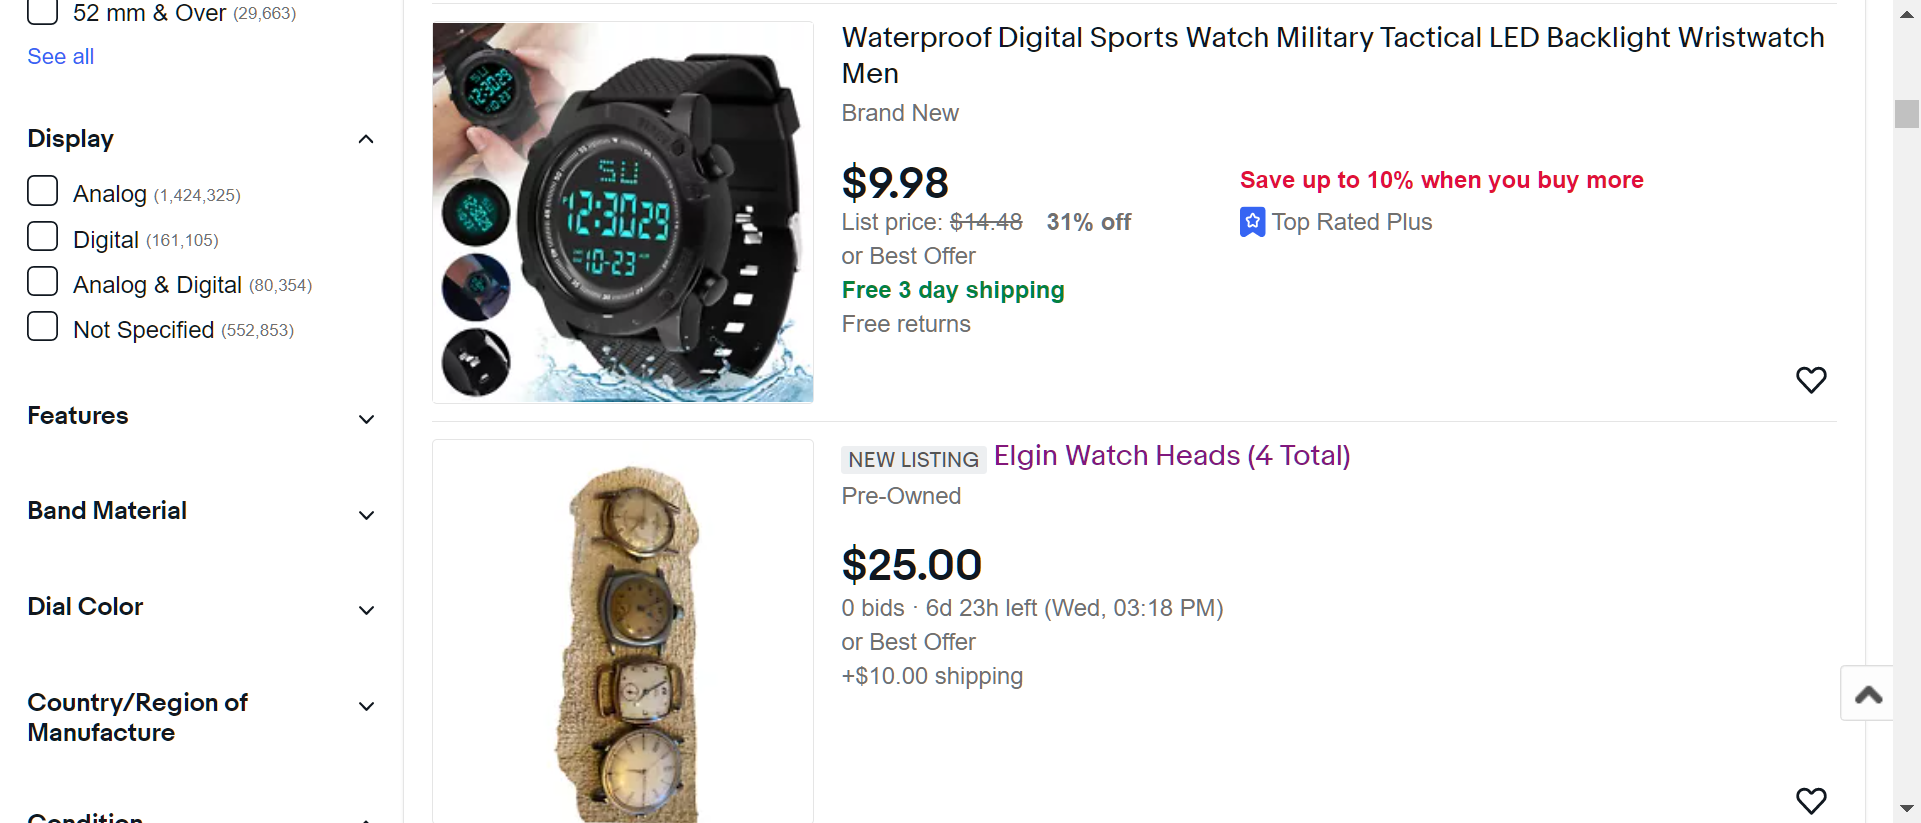 52 mm & Over (29,663)
See all
Display
Analog (1,424,325)
Digital (161,105)
Analog & Digital (80,354)
Not Specified (552,853)
Features
Band Material
Dial Color
Country/Region of
Manufacture
Condition
SU
12:30 29
10-23
Waterproof Digital Sports Watch Military Tactical LED Backlight Wristwatch
Men
Brand New
$9.98
List price: $14.48 31% off
or Best Offer
Free 3 day shipping
Free returns
Save up to 10% when you buy more
Top Rated Plus
NEW LISTING Elgin Watch Heads (4 Total)
Pre-Owned
$25.00
0 bids · 6d 23h left (Wed, 03:18 PM)
or Best Offer
+$10.00 shipping